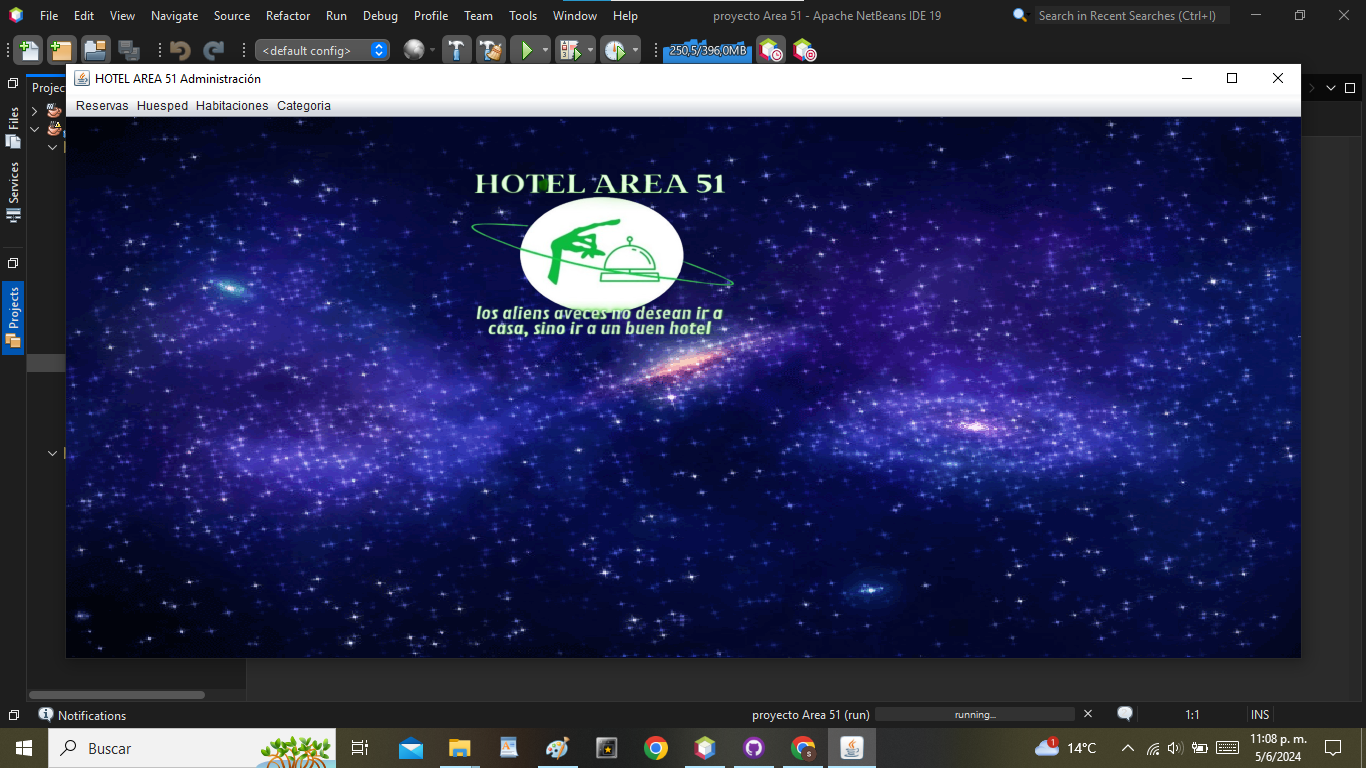 File Edit View Navigate Source Refactor Run Debug Profile Team Tools Window Help
proyecto Area 51 - Apache NetBeans IDE 19
Search in Recent Searches (Ctrl+I)
<default config>
250,5/396,0MB
Projec
HOTEL AREA 51 Administración
Reservas Huesped Habitaciones Categoria
Files
Services
Projects
HOTEL AREA 51
los aliens aveces no desean ir a
casa, sino ir a un buen hotel
Notifications
proyecto Area 51 (run)
running...
1:1
INS
Buscar
1
14°C
11:08 p. m.
5/6/2024